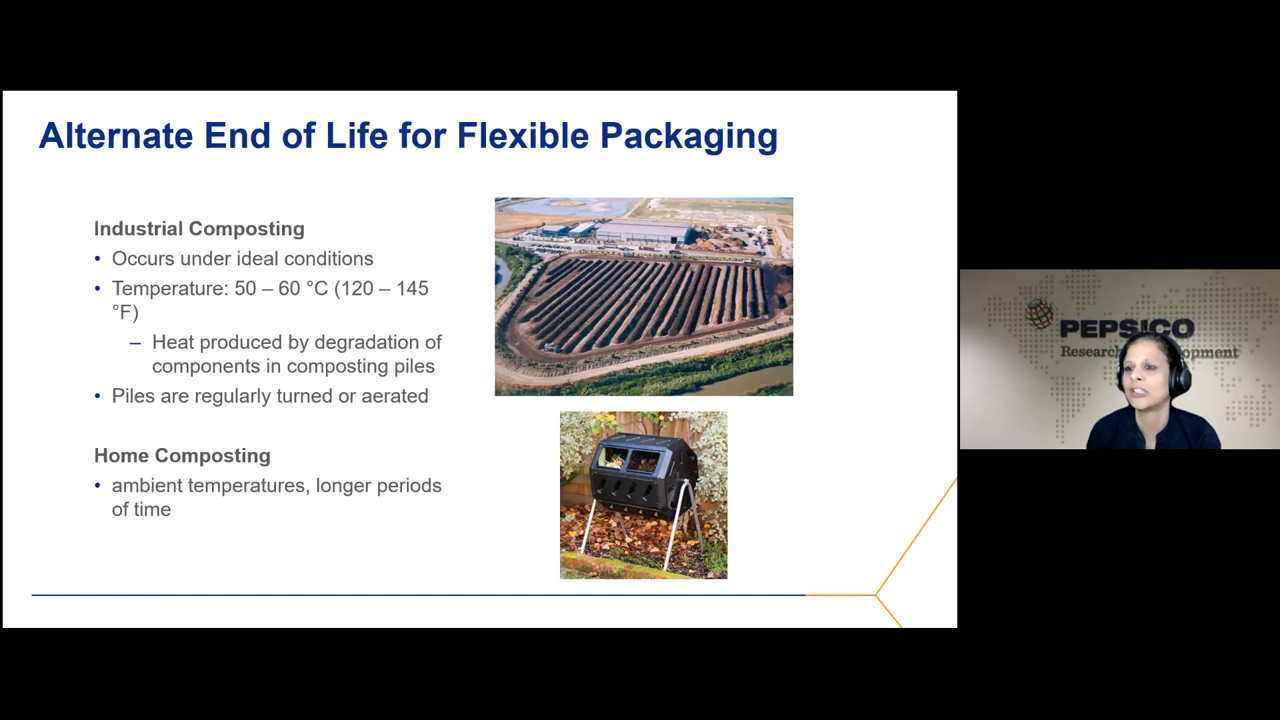 Alternate End of Life for Flexible Packaging
Industrial Composting
• Occurs under ideal conditions
• Temperature: 50 – 60 °C (120 – 145
°F)
– Heat produced by degradation of
components in composting piles
• Piles are regularly turned or aerated
Home Composting
• ambient temperatures, longer periods
of time
PEPSICO